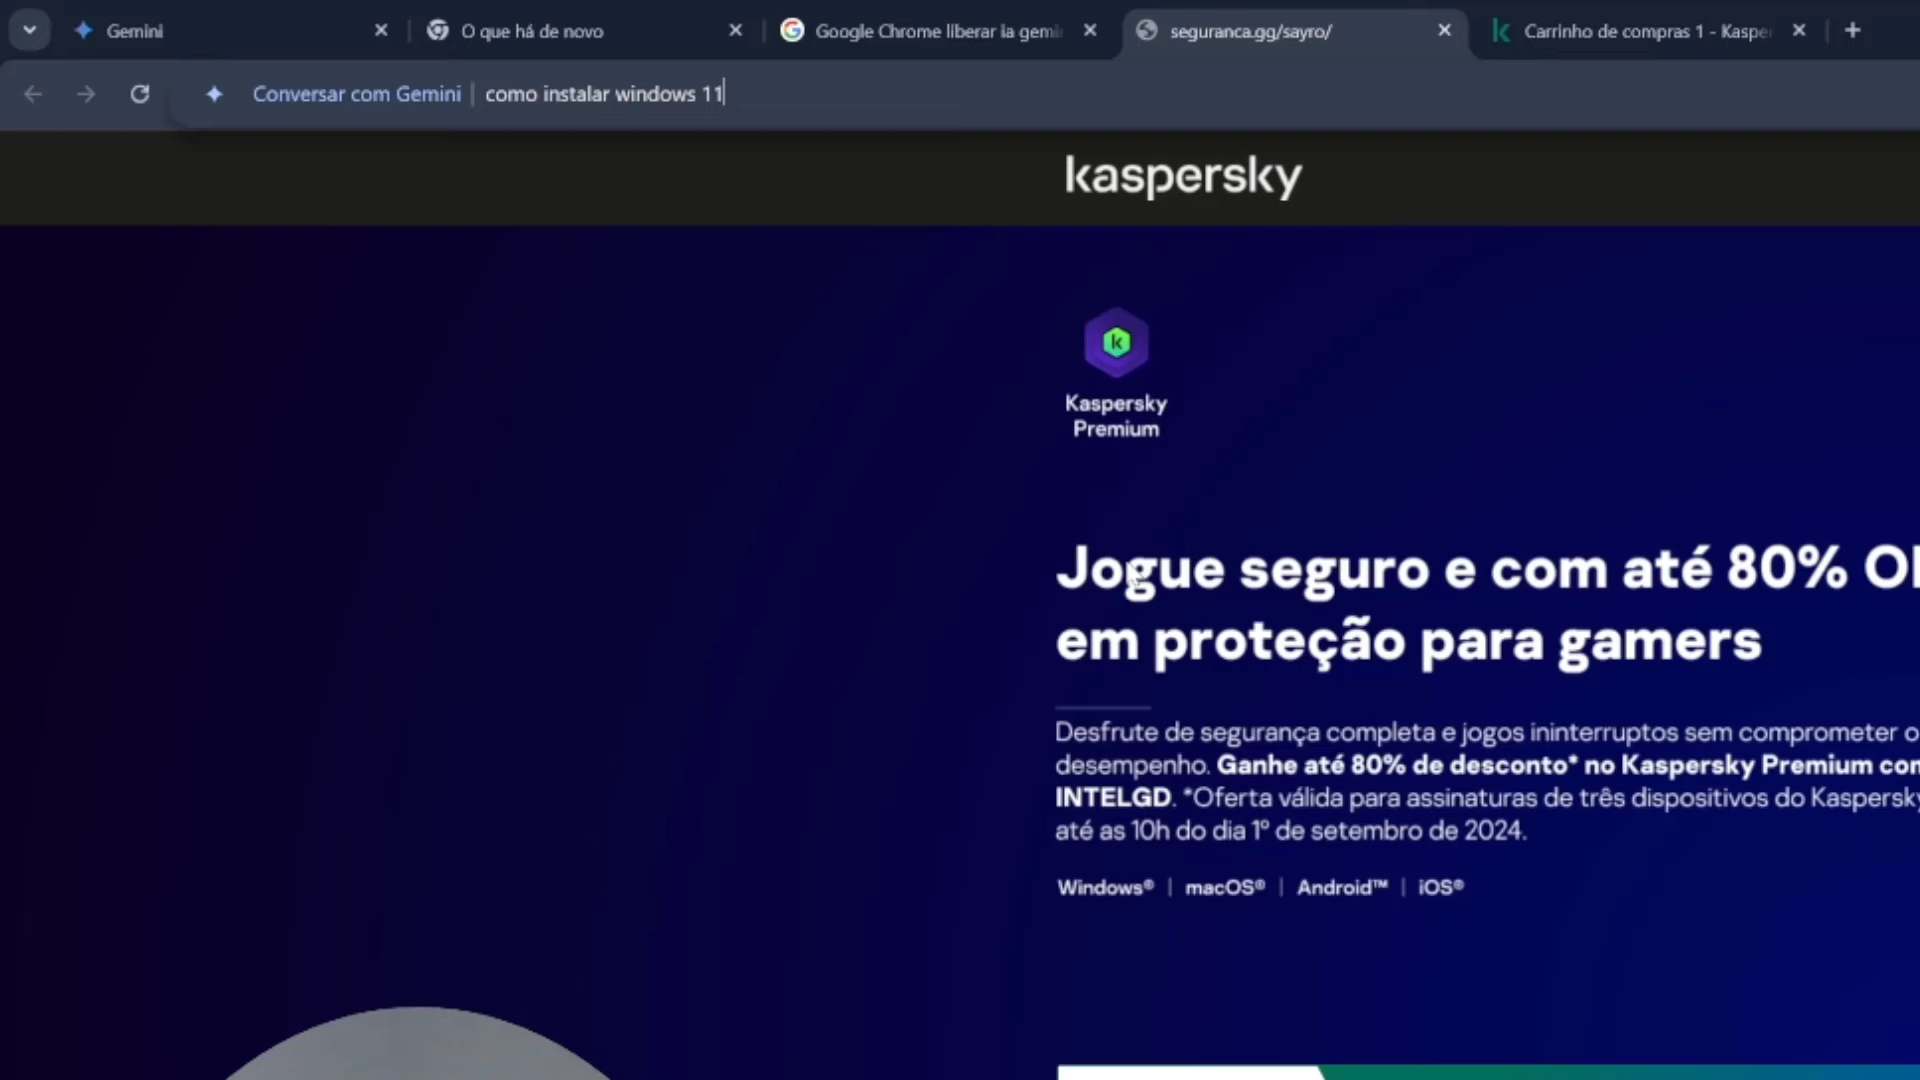 Gemini
O que há de novo
Google Chrome liberar ia gemi
seguranca.gg/sayro/
Carrinho de compras 1 - Kasper
Conversar com Gemini | como instalar windows 11
kaspersky
k
Kaspersky
Premium
Jogue seguro e com até 80%
em proteção para gamers
Desfrute de segurança completa e jogos ininterruptos sem comprometer o
desempenho. Ganhe até 80% de desconto* no Kaspersky Premium com
INTELGD. *Oferta válida para assinaturas de três dispositivos do Kaspersky
até as 10h do dia 1º de setembro de 2024.
Windows® | macOS® | Android™ | iOS®